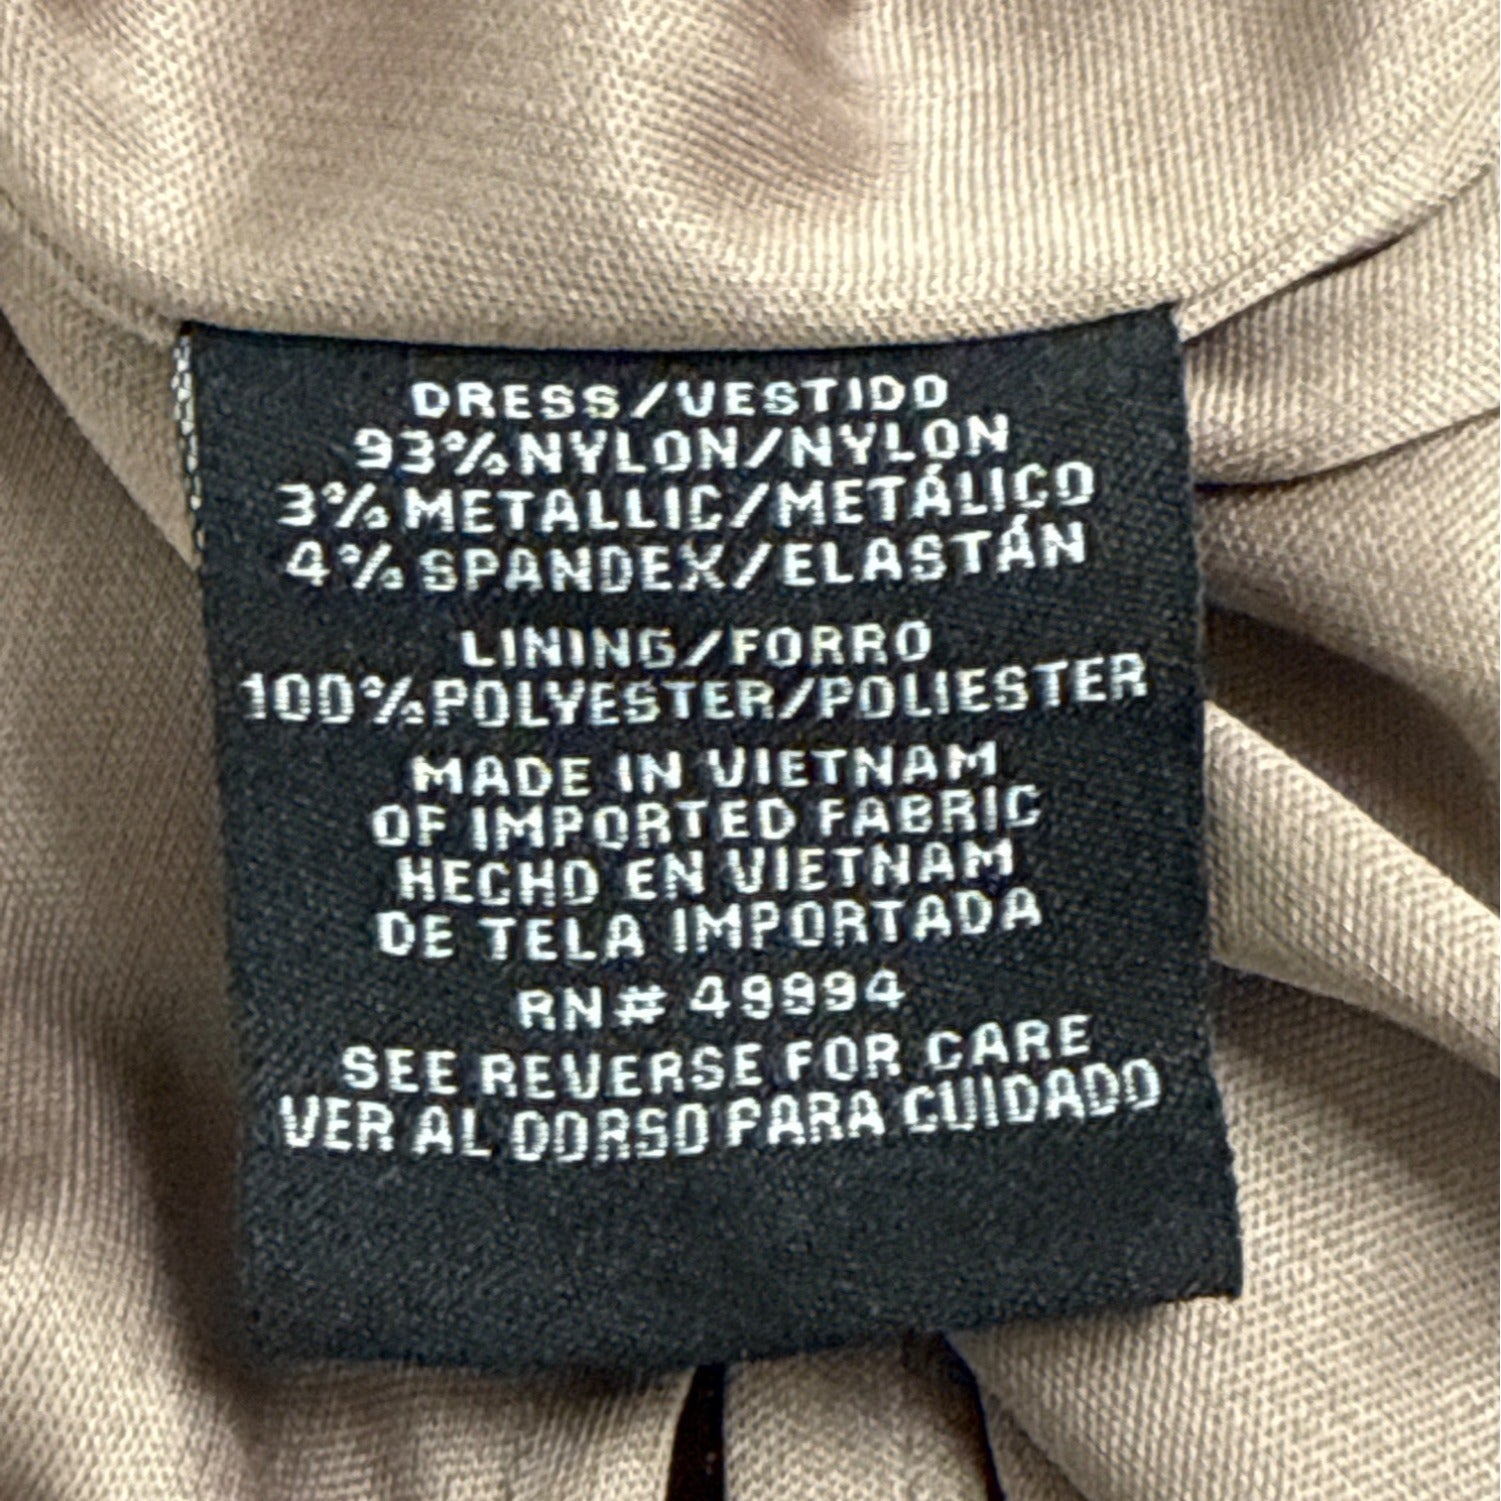 DRESS/VESTIDO
93% NYLON/NYLON
3% METALLIC/METÁLICO
4% SPANDEX/ELASTÁN
LINING/FORRO
100% POLYESTER/POLIESTER
MADE IN VIETNAM
OF IMPORTED FABRIC
HECHO EN VIETNAM
DE TELA IMPORTADA
RN# 49994
SEE REVERSE FOR CARE
VER AL DORSO PARA CUIDADO